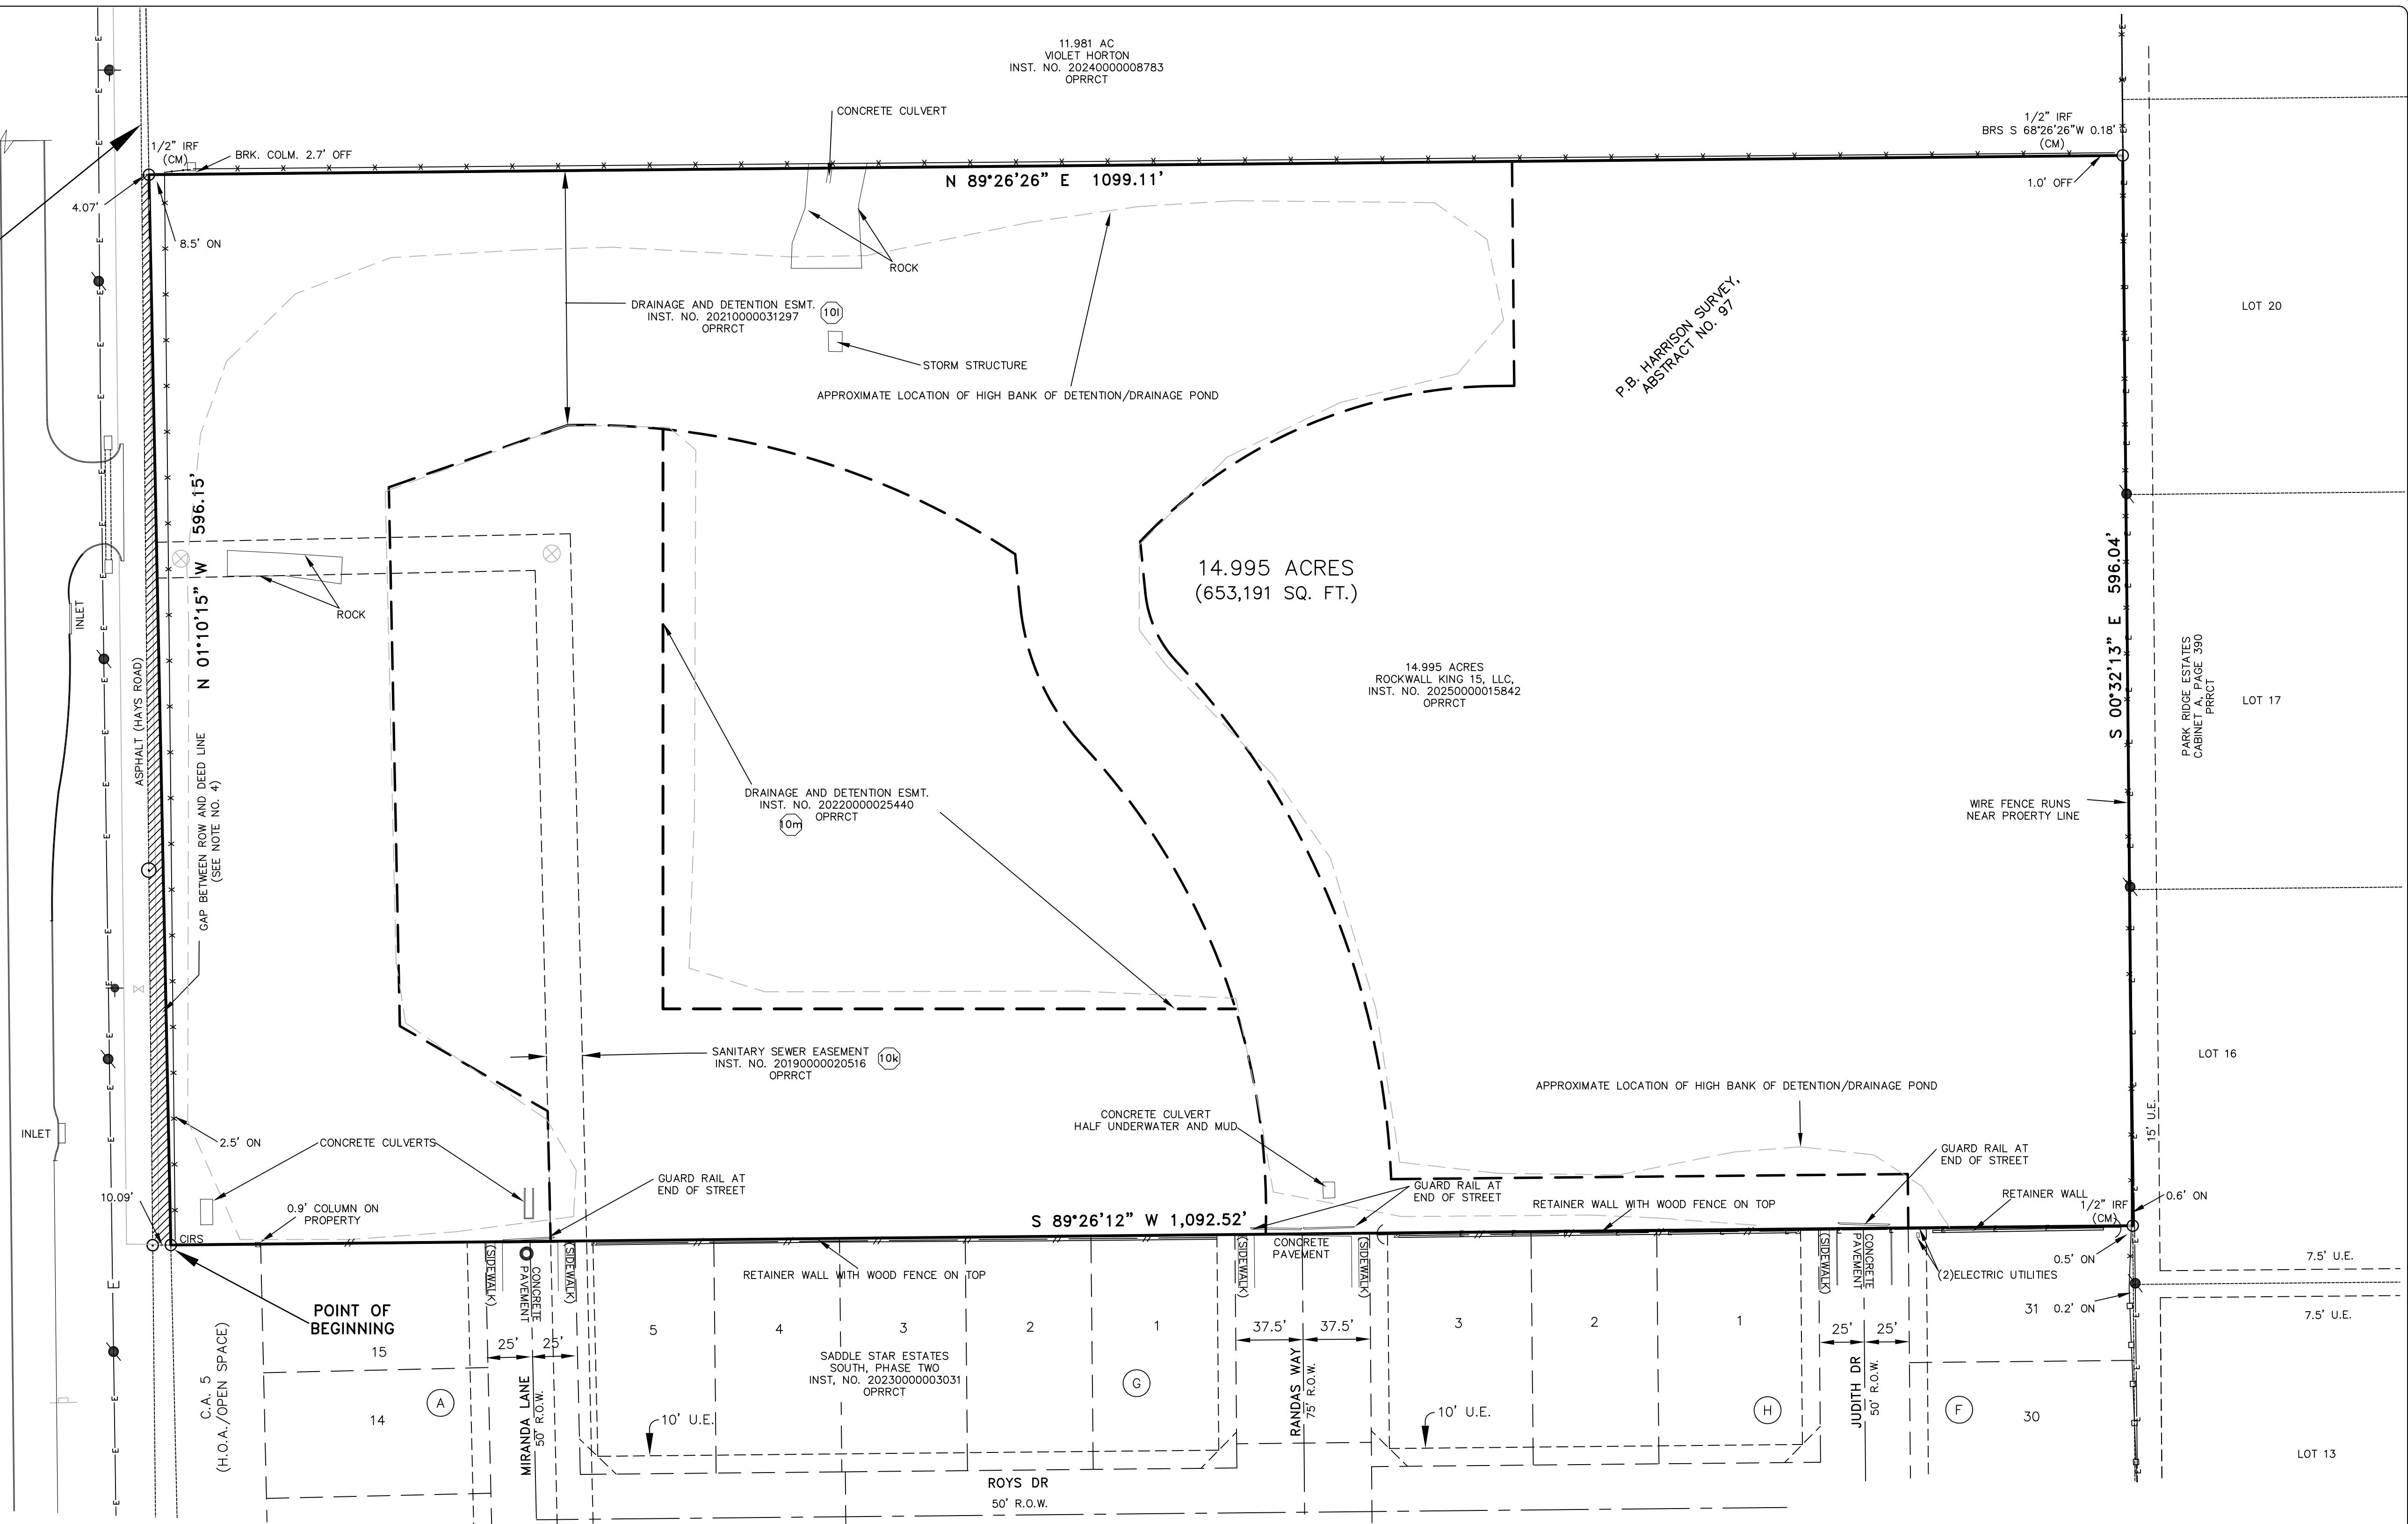 11.981 AC
VIOLET HORTON
INST. NO. 20240000008783
OPRRCT
CONCRETE CULVERT
1/2" IRF
(CM)
BRK. COLM. 2.7' OFF
1/2" IRF
BRS S 68°26'26"W 0.18'
(CM)
N 89°26'26" E 1099.11'
1.0' OFF
4.07'
8.5' ON
ROCK
DRAINAGE AND DETENTION ESMT.
INST. NO. 20210000031297
OPRRCT
10l
STORM STRUCTURE
APPROXIMATE LOCATION OF HIGH BANK OF DETENTION/DRAINAGE POND
P.B. HARRISON SURVEY,
ABSTRACT NO. 97
LOT 20
N 01°10'15" W 596.15'
ROCK
INLET
ASPHALT (HAYS ROAD)
GAP BETWEEN ROW AND DEED LINE
(SEE NOTE NO. 4)
14.995 ACRES
(653,191 SQ. FT.)
14.995 ACRES
ROCKWALL KING 15, LLC,
INST. NO. 20250000015842
OPRRCT
S 00°32'13" E 596.04'
PARK RIDGE ESTATES
CABINET A, PAGE 390
PRRCT
LOT 17
DRAINAGE AND DETENTION ESMT.
INST. NO. 20220000025440
OPRRCT
10m
WIRE FENCE RUNS
NEAR PROERTY LINE
SANITARY SEWER EASEMENT
INST. NO. 20190000020516
OPRRCT
10k
LOT 16
APPROXIMATE LOCATION OF HIGH BANK OF DETENTION/DRAINAGE POND
INLET
2.5' ON
CONCRETE CULVERTS
CONCRETE CULVERT
HALF UNDERWATER AND MUD
15' U.E.
GUARD RAIL AT
END OF STREET
GUARD RAIL AT
END OF STREET
GUARD RAIL AT
END OF STREET
10.09'
0.9' COLUMN ON
PROPERTY
RETAINER WALL WITH WOOD FENCE ON TOP
RETAINER WALL
1/2" IRF
(CM)
0.6' ON
CIRS
S 89°26'12" W 1,092.52'
(SIDEWALK)
CONCRETE
PAVEMENT
(SIDEWALK)
RETAINER WALL WITH WOOD FENCE ON TOP
(SIDEWALK)
CONCRETE
PAVEMENT
(SIDEWALK)
(SIDEWALK)
CONCRETE
PAVEMENT
(2)ELECTRIC UTILITIES
0.5' ON
7.5' U.E.
POINT OF
BEGINNING
31
0.2' ON
7.5' U.E.
15
25'
25'
5
4
3
2
1
37.5'
37.5'
3
2
1
25'
25'
SADDLE STAR ESTATES
SOUTH, PHASE TWO
INST, NO. 20230000003031
OPRRCT
C.A. 5
(H.O.A./OPEN SPACE)
14
A
MIRANDA LANE
50' R.O.W.
10' U.E.
G
RANDAS WAY
75' R.O.W.
10' U.E.
H
JUDITH DR
50' R.O.W.
F
30
LOT 13
ROYS DR
50' R.O.W.
E